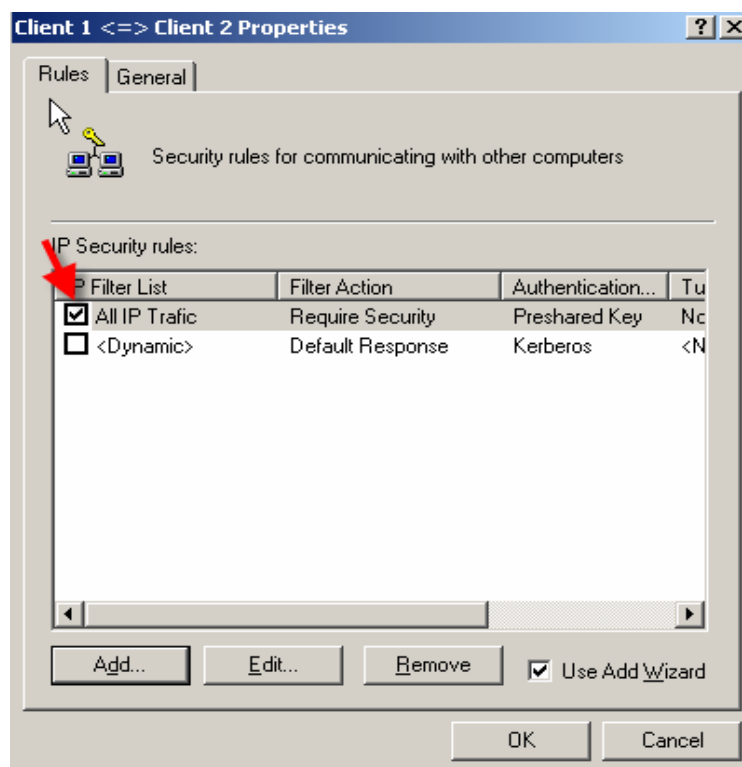 Client 1 <=> Client 2 Properties
Rules General
Security rules for communicating with other computers
IP Security rules:
Filter List Filter Action Authentication... Tu
All IP Trafic Require Security Preshared Key Nc
<Dynamic> Default Response Kerberos <N
Add... Edit... Remove Use Add Wizard
OK Cancel